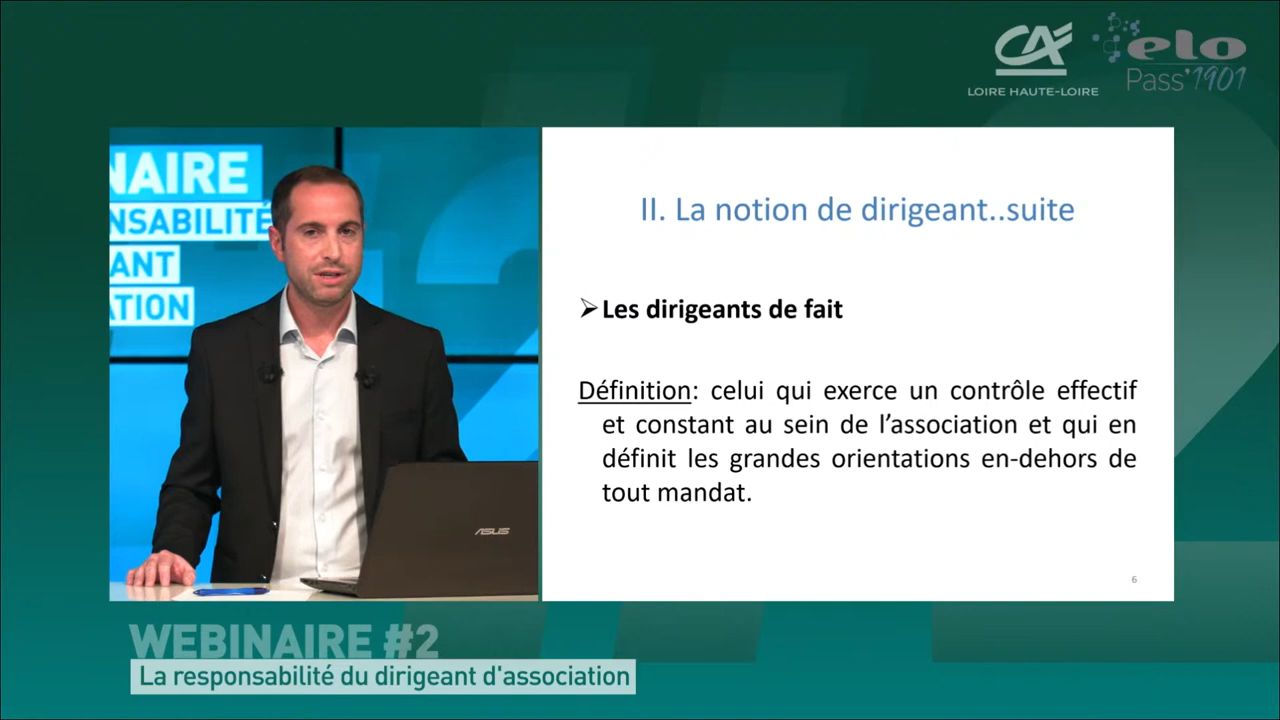 CA
LOIRE HAUTE-LOIRE
elo
Pass'1901
NAIRE
NSABILITÉ
ANT
ATION
ASUS
II. La notion de dirigeant..suite
➢Les dirigeants de fait
Définition: celui qui exerce un contrôle effectif
et constant au sein de l’association et qui en
définit les grandes orientations en-dehors de
tout mandat.
6
WEBINAIRE #2
La responsabilité du dirigeant d'association